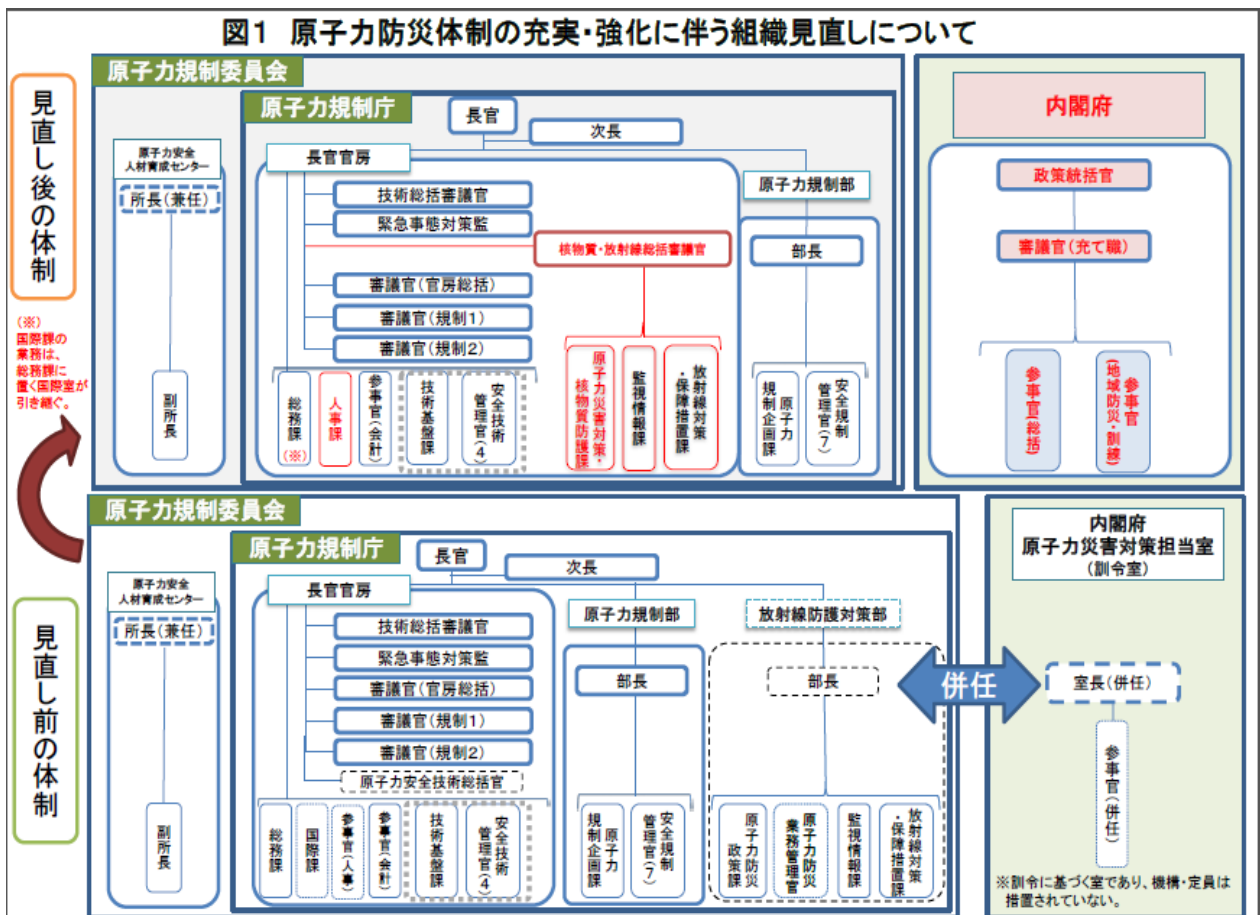 図1 原子力防災体制の充実・強化に伴う組織見直しについて
見直し後の体制
(※)
国際課の
業務は、
総務課に
置く国際室が
引き継ぐ。
原子力規制委員会
原子力安全
人材育成センター
所長(兼任)
副所長
原子力規制庁
長官
次長
長官官房
技術総括審議官
緊急事態対策監
核物質・放射線総括審議官
審議官(官房総括)
審議官(規制1)
審議官(規制2)
総務課
(※)
人事課
参事官(会計)
技術基盤課
安全技術
管理官(4)
原子力災害対策・
核物質防護課
監視情報課
放射線対策
・保障措置課
原子力規制部
部長
原子力
規制企画課
安全規制
管理官(7)
内閣府
政策統括官
審議官(充て職)
参事官(総括)
参事官
(地域防災・訓練)
見直し前の体制
原子力規制委員会
原子力安全
人材育成センター
所長(兼任)
副所長
原子力規制庁
長官
次長
長官官房
技術総括審議官
緊急事態対策監
審議官(官房総括)
審議官(規制1)
審議官(規制2)
原子力安全技術総括官
総務課
国際課
参事官(人事)
参事官(会計)
技術基盤課
安全技術
管理官(4)
原子力規制部
部長
原子力
規制企画課
安全規制
管理官(7)
放射線防護対策部
部長
原子力防災
政策課
原子力防災
業務管理官
監視情報課
放射線対策
・保障措置課
併任
内閣府
原子力災害対策担当室
(訓令室)
室長(併任)
参事官(併任)
※訓令に基づく室であり、機構・定員は
措置されていない。